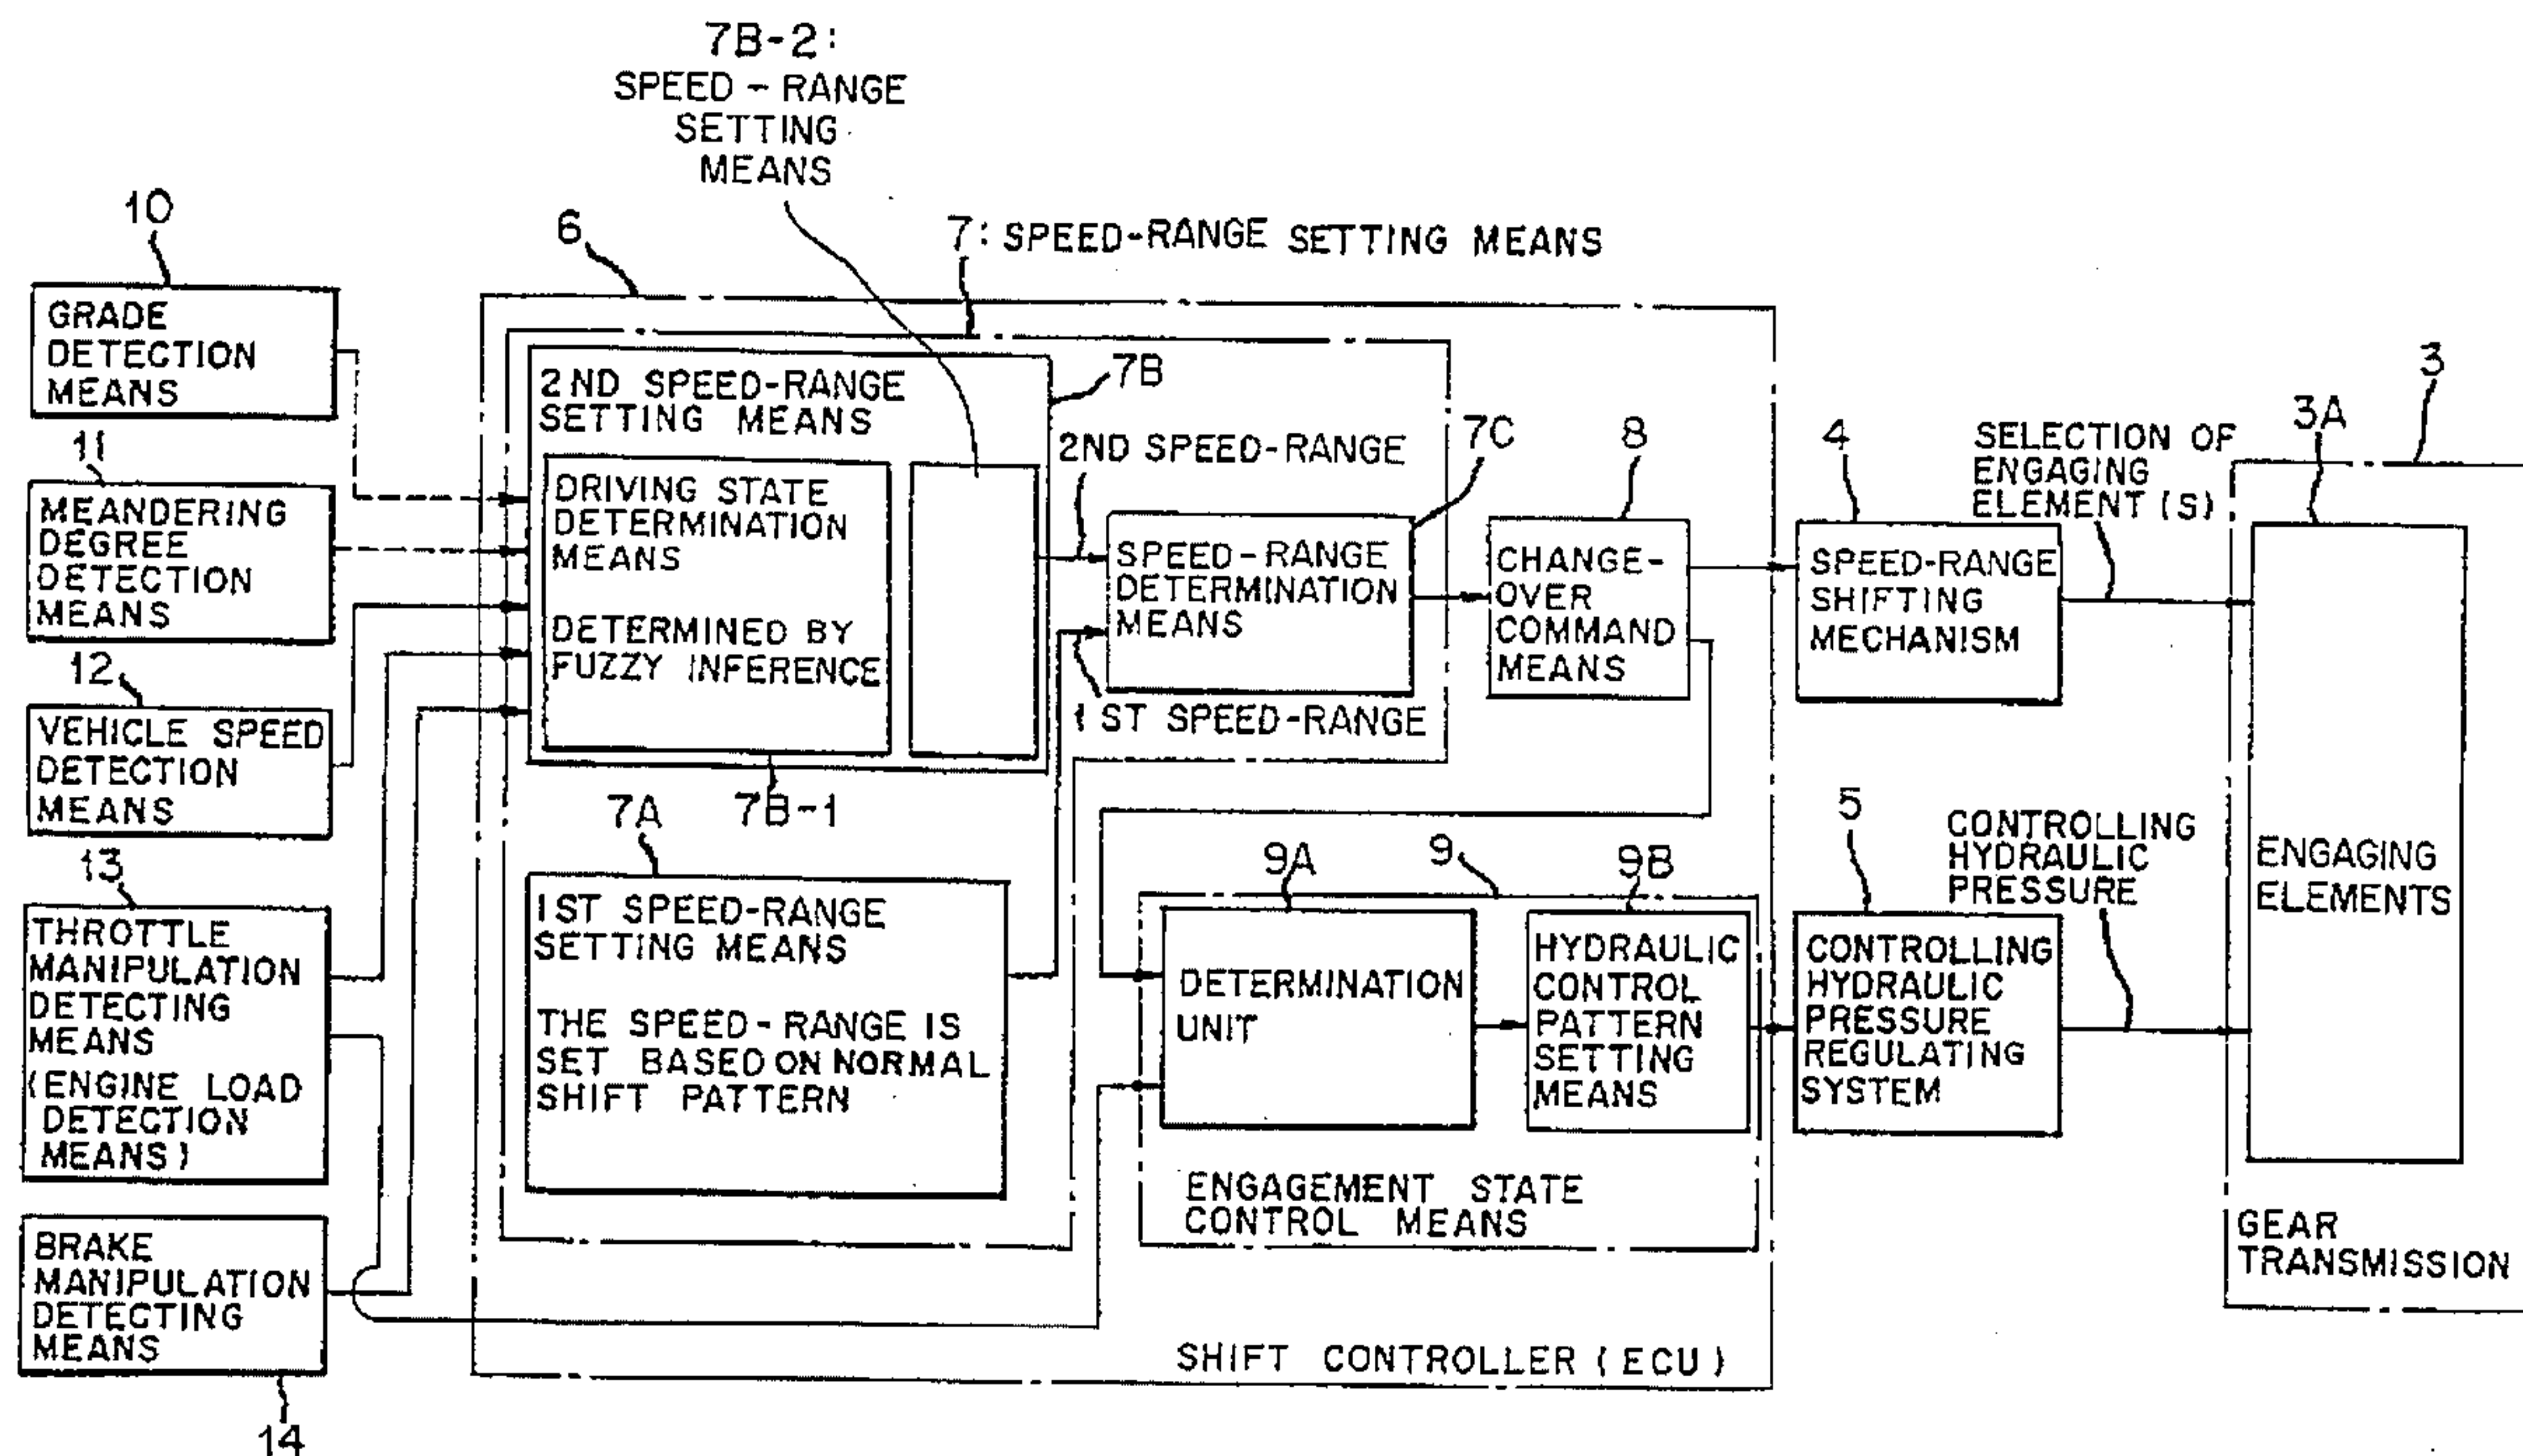 7B-2:
SPEED-RANGE
SETTING
MEANS
10
6
7: SPEED-RANGE SETTING MEANS
GRADE
DETECTION
MEANS
11
MEANDERING
DEGREE
DETECTION
MEANS
12
VEHICLE SPEED
DETECTION
MEANS
13
THROTTLE
MANIPULATION
DETECTING
MEANS
(ENGINE LOAD
DETECTION
MEANS)
BRAKE
MANIPULATION
DETECTING
MEANS
14
2ND SPEED-RANGE
SETTING MEANS
7B
DRIVING STATE
DETERMINATION
MEANS
DETERMINED BY
FUZZY INFERENCE
7B-1
7A
1ST SPEED-RANGE
SETTING MEANS
THE SPEED-RANGE IS
SET BASED ON NORMAL
SHIFT PATTERN
2ND SPEED-RANGE
7C
SPEED-RANGE
DETERMINATION
MEANS
1ST SPEED-RANGE
8
CHANGE-
OVER
COMMAND
MEANS
9A
9
9B
DETERMINATION
UNIT
HYDRAULIC
CONTROL
PATTERN
SETTING
MEANS
ENGAGEMENT STATE
CONTROL MEANS
SHIFT CONTROLLER (ECU)
4
SPEED-RANGE
SHIFTING
MECHANISM
SELECTION OF
ENGAGING
ELEMENT(S)
5
CONTROLLING
HYDRAULIC
PRESSURE
REGULATING
SYSTEM
CONTROLLING
HYDRAULIC
PRESSURE
3
3A
ENGAGING
ELEMENTS
GEAR
TRANSMISSION